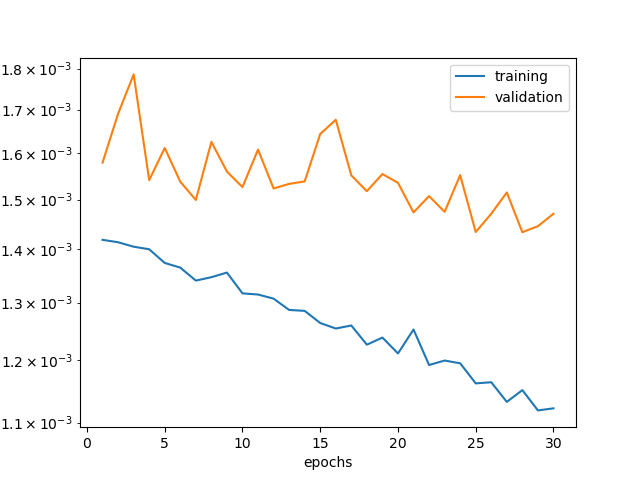 1.8 × 10⁻³
1.7 × 10⁻³
1.6 × 10⁻³
1.5 × 10⁻³
1.4 × 10⁻³
1.3 × 10⁻³
1.2 × 10⁻³
1.1 × 10⁻³
training
validation
0 5 10 15 20 25 30
epochs